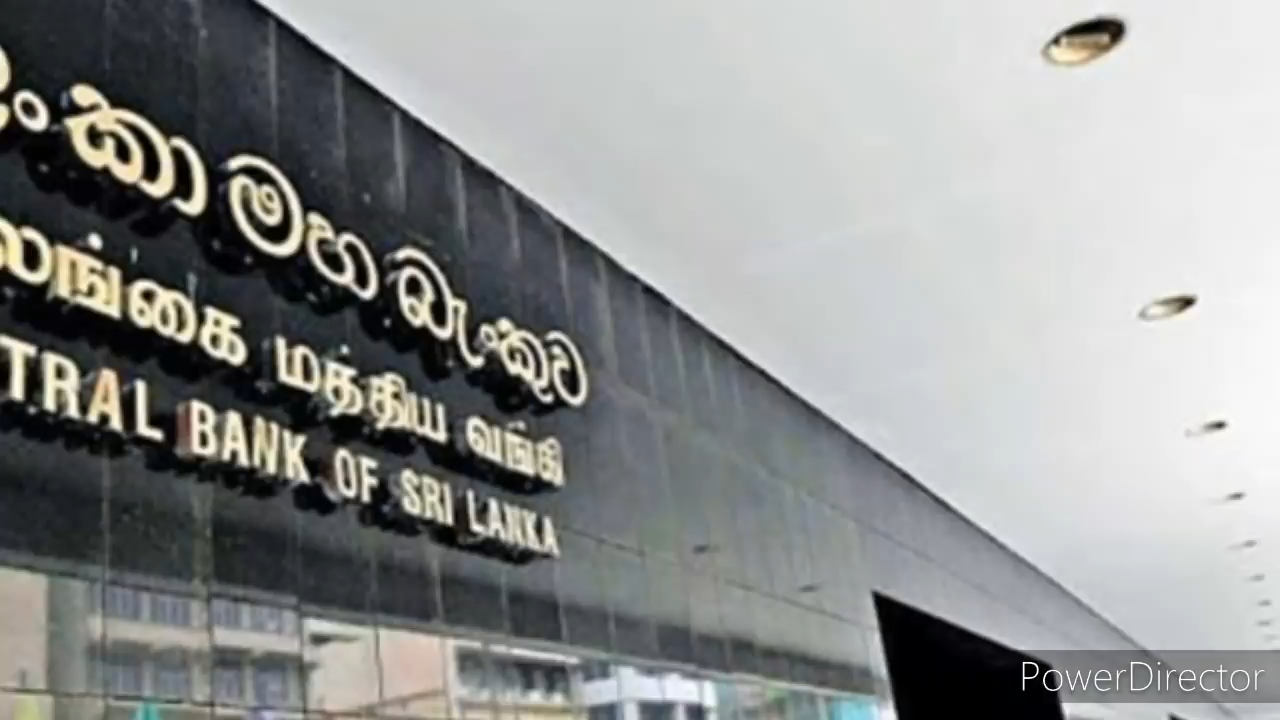 ලංකා මහ බැංකුව
லங்கை மத்திய வங்கி
TRAL BANK OF SRI LANKA
PowerDirector